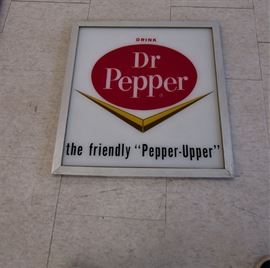 DRINK
Dr
Pepper
the friendly "Pepper-Upper"